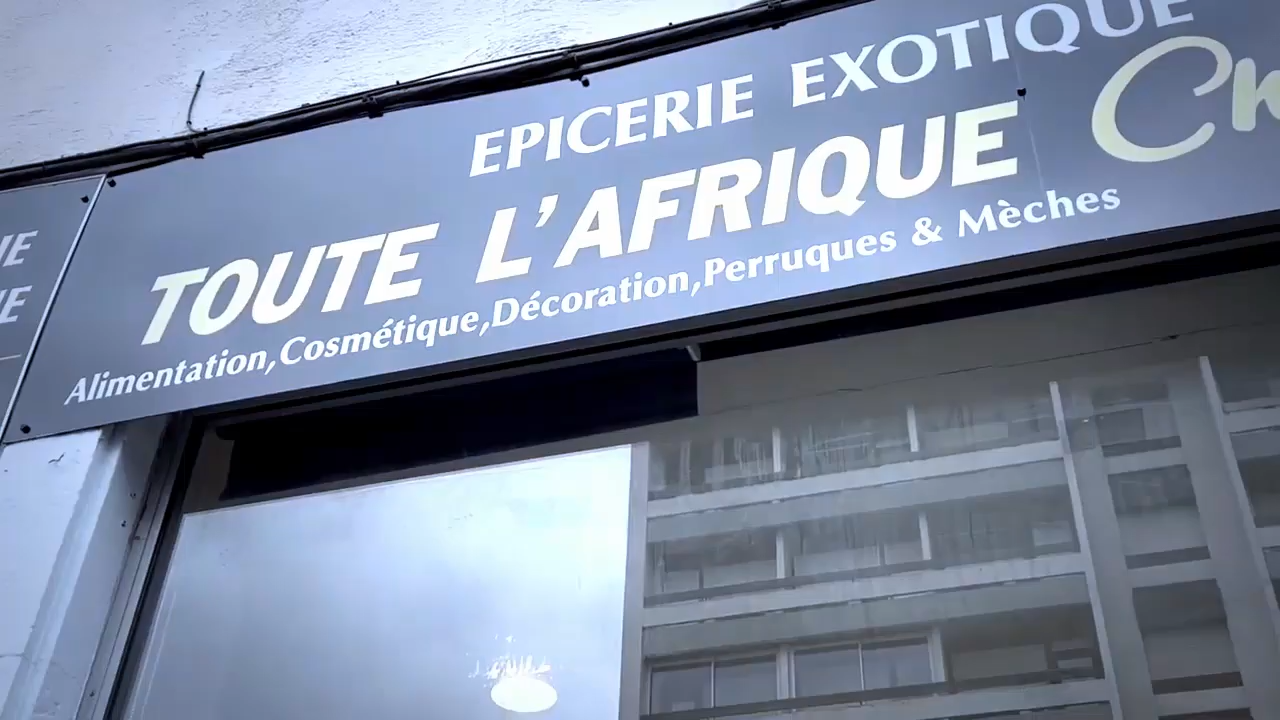 EPICERIE EXOTIQUE
TOUTE L'AFRIQUE
Alimentation,Cosmétique,Décoration,Perruques & Mèches